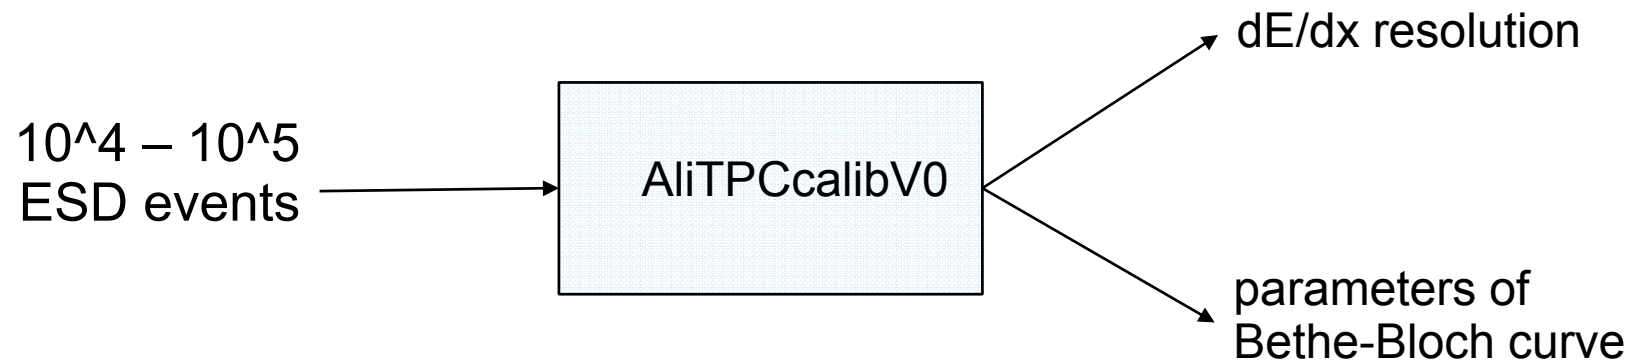 dE/dx resolution
10^4 – 10^5
ESD events
AliTPCcalibV0
parameters of
Bethe-Bloch curve